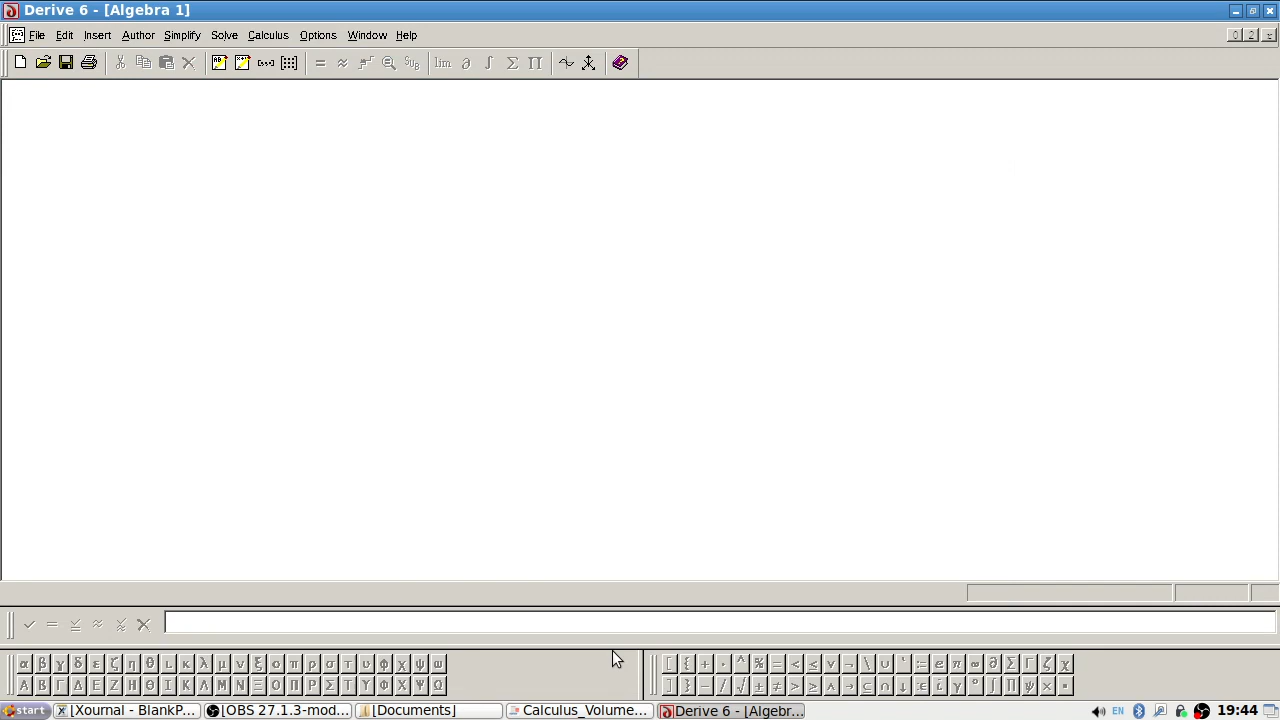 Derive 6 - [Algebra 1]
File Edit Insert Author Simplify Solve Calculus Options Window Help
= ≈ SUB lim ∂ ∫ ∑ ∏
α β γ δ ε ζ η θ ι κ λ μ ν ξ ο π ρ σ τ υ φ χ ψ ω
[ { + · ^ % = < ≤ ∨ ¬ \ ∪ ` := e π ∞ ∂ ∑ Γ ζ χ
Α Β Γ Δ Ε Ζ Η Θ Ι Κ Λ Μ Ν Ξ Ο Π Ρ Σ Τ Υ Φ Χ Ψ Ω
] } − / √ ± ≠ > ≥ ∧ → ⊆ ∩ ↓ :∈ γ ° ∫ ∏ ψ ×
start [Xournal - BlankP... [OBS 27.1.3-mod... [Documents] Calculus_Volume... Derive 6 - [Algebr... EN 19:44